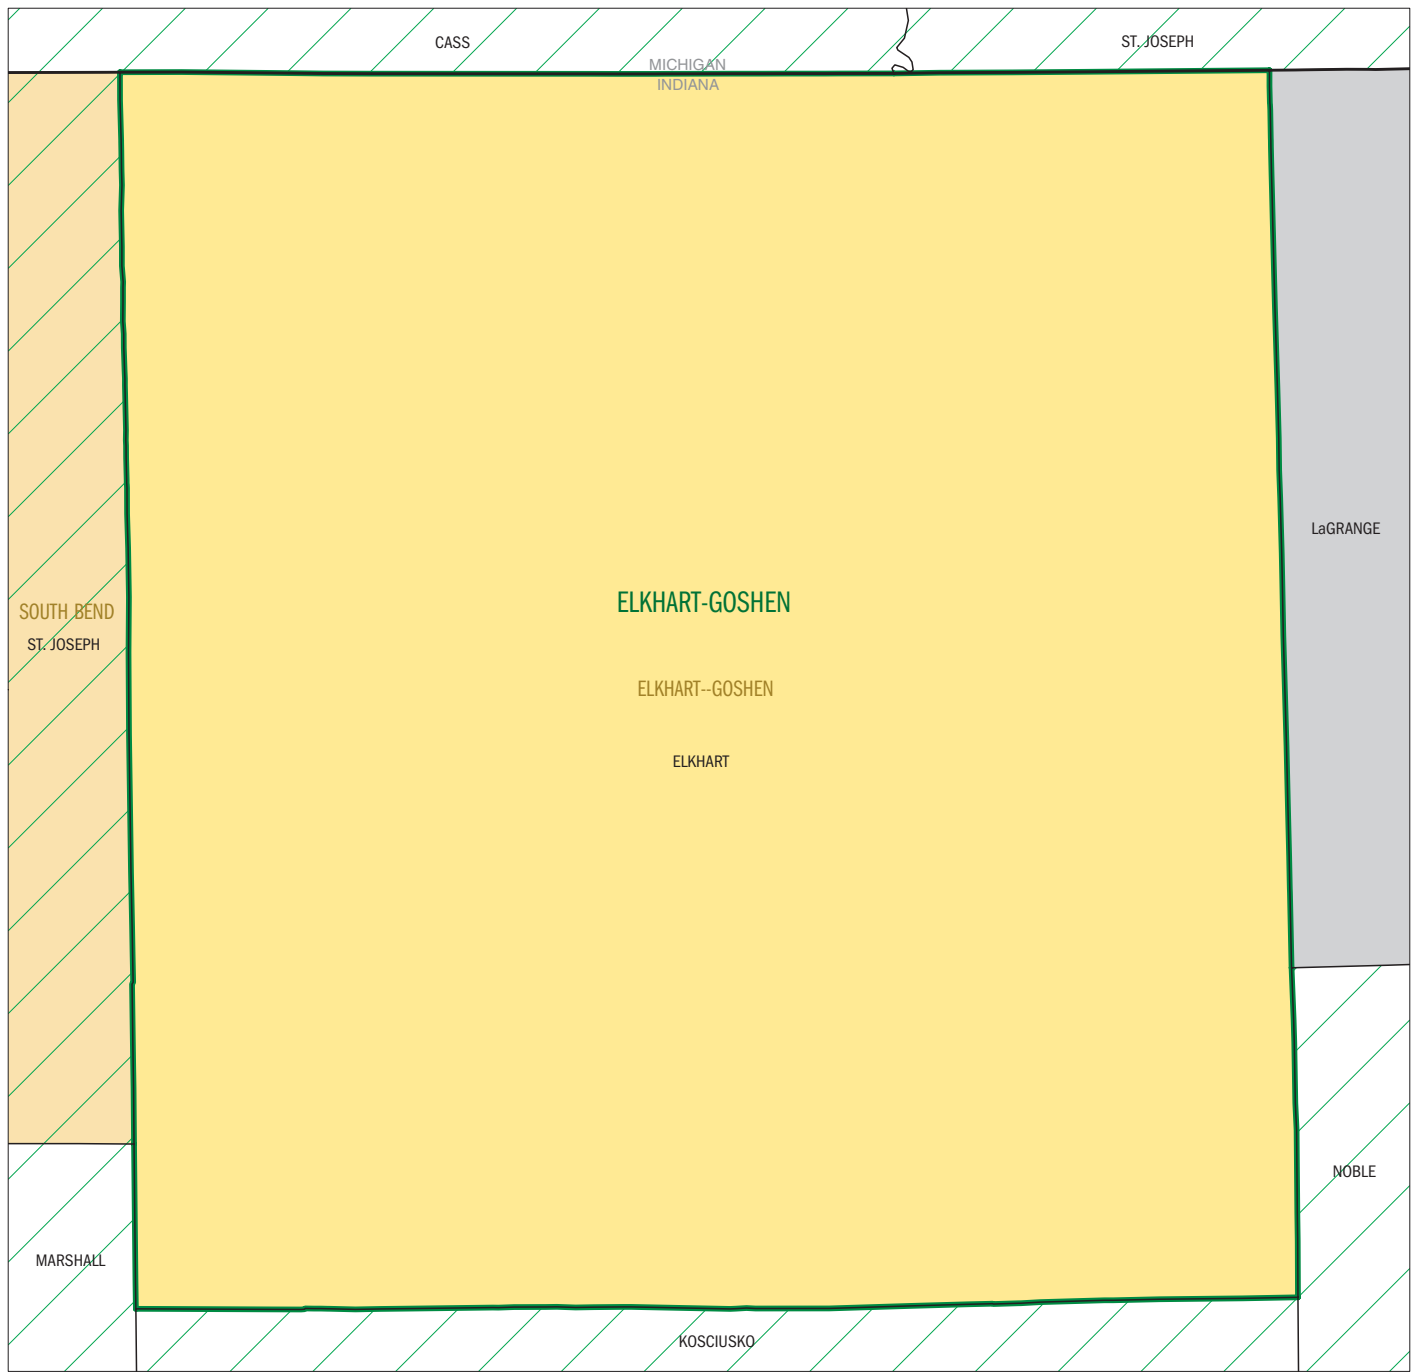 CASS
ST. JOSEPH
MICHIGAN
INDIANA
LaGRANGE
ELKHART-GOSHEN
SOUTH BEND
ST. JOSEPH
ELKHART--GOSHEN
ELKHART
NOBLE
MARSHALL
KOSCIUSKO